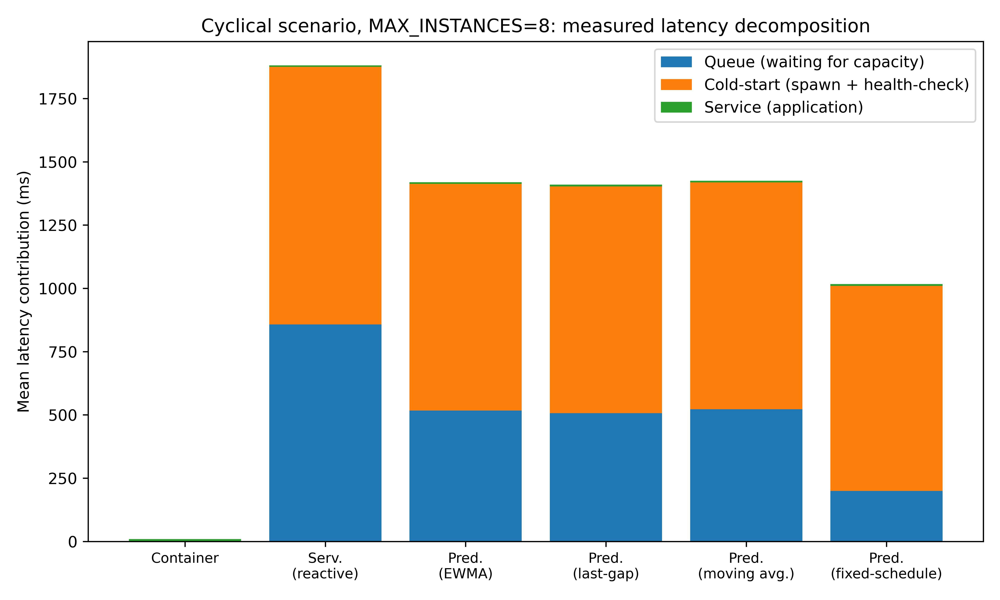 Cyclical scenario, MAX_INSTANCES=8: measured latency decomposition
Queue (waiting for capacity)
Cold-start (spawn + health-check)
Service (application)
Mean latency contribution (ms)
1750
1500
1250
1000
750
500
250
0
Container
Serv.
(reactive)
Pred.
(EWMA)
Pred.
(last-gap)
Pred.
(moving avg.)
Pred.
(fixed-schedule)